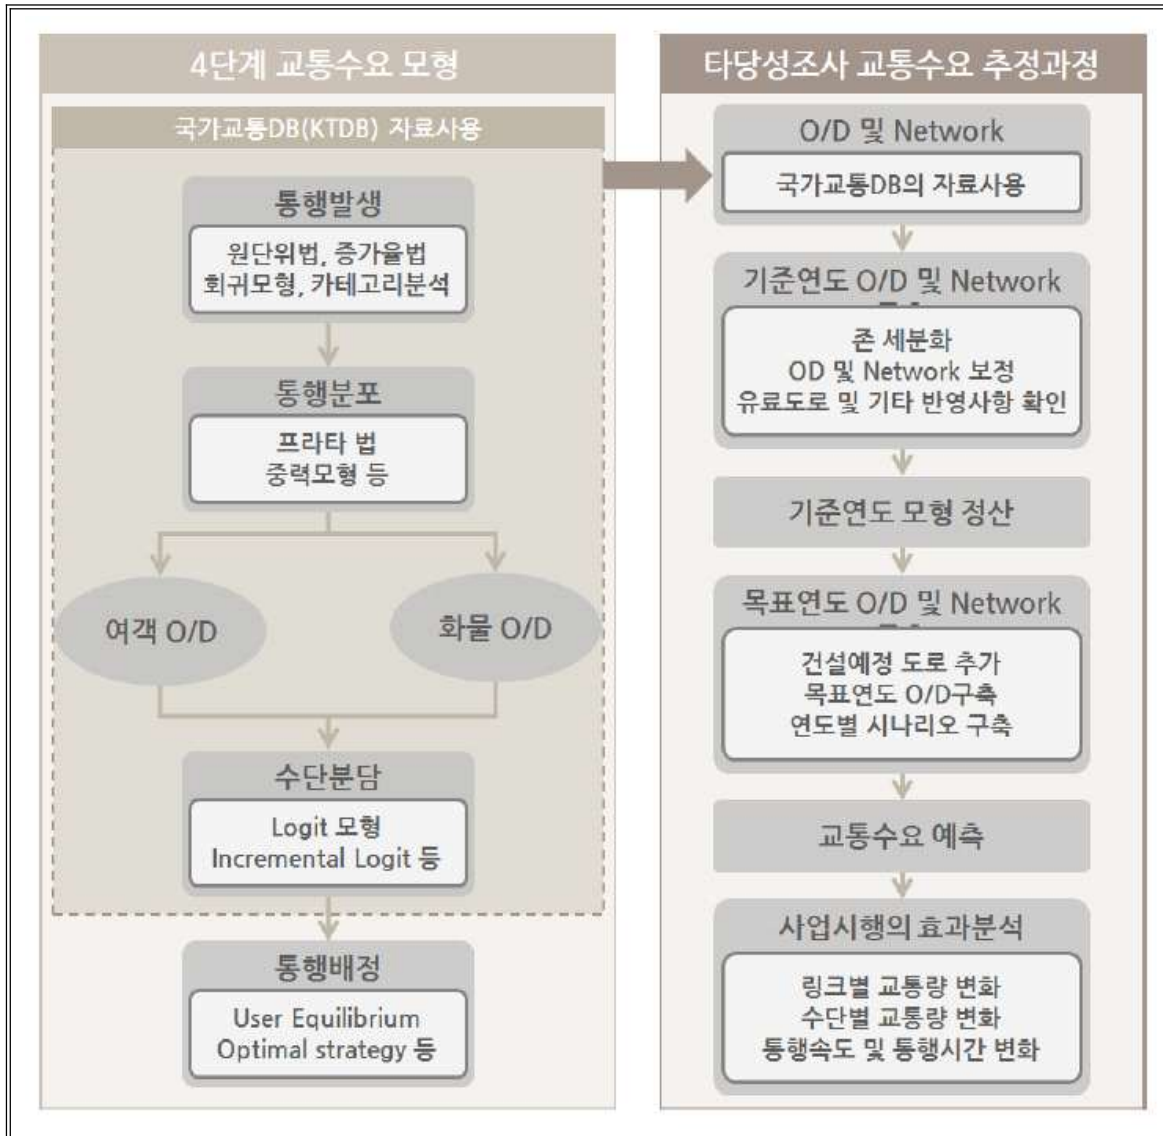 4단계 교통수요 모형
국가교통DB(KTDB) 자료사용
통행발생
원단위법, 증가율법
회귀모형, 카테고리분석
통행분포
프라타 법
중력모형 등
여객 O/D
화물 O/D
수단분담
Logit 모형
Incremental Logit 등
통행배정
User Equilibrium
Optimal strategy 등
타당성조사 교통수요 추정과정
O/D 및 Network
국가교통DB의 자료사용
기준연도 O/D 및 Network
존 세분화
OD 및 Network 보정
유료도로 및 기타 반영사항 확인
기준연도 모형 정산
목표연도 O/D 및 Network
건설예정 도로 추가
목표연도 O/D구축
연도별 시나리오 구축
교통수요 예측
사업시행의 효과분석
링크별 교통량 변화
수단별 교통량 변화
통행속도 및 통행시간 변화